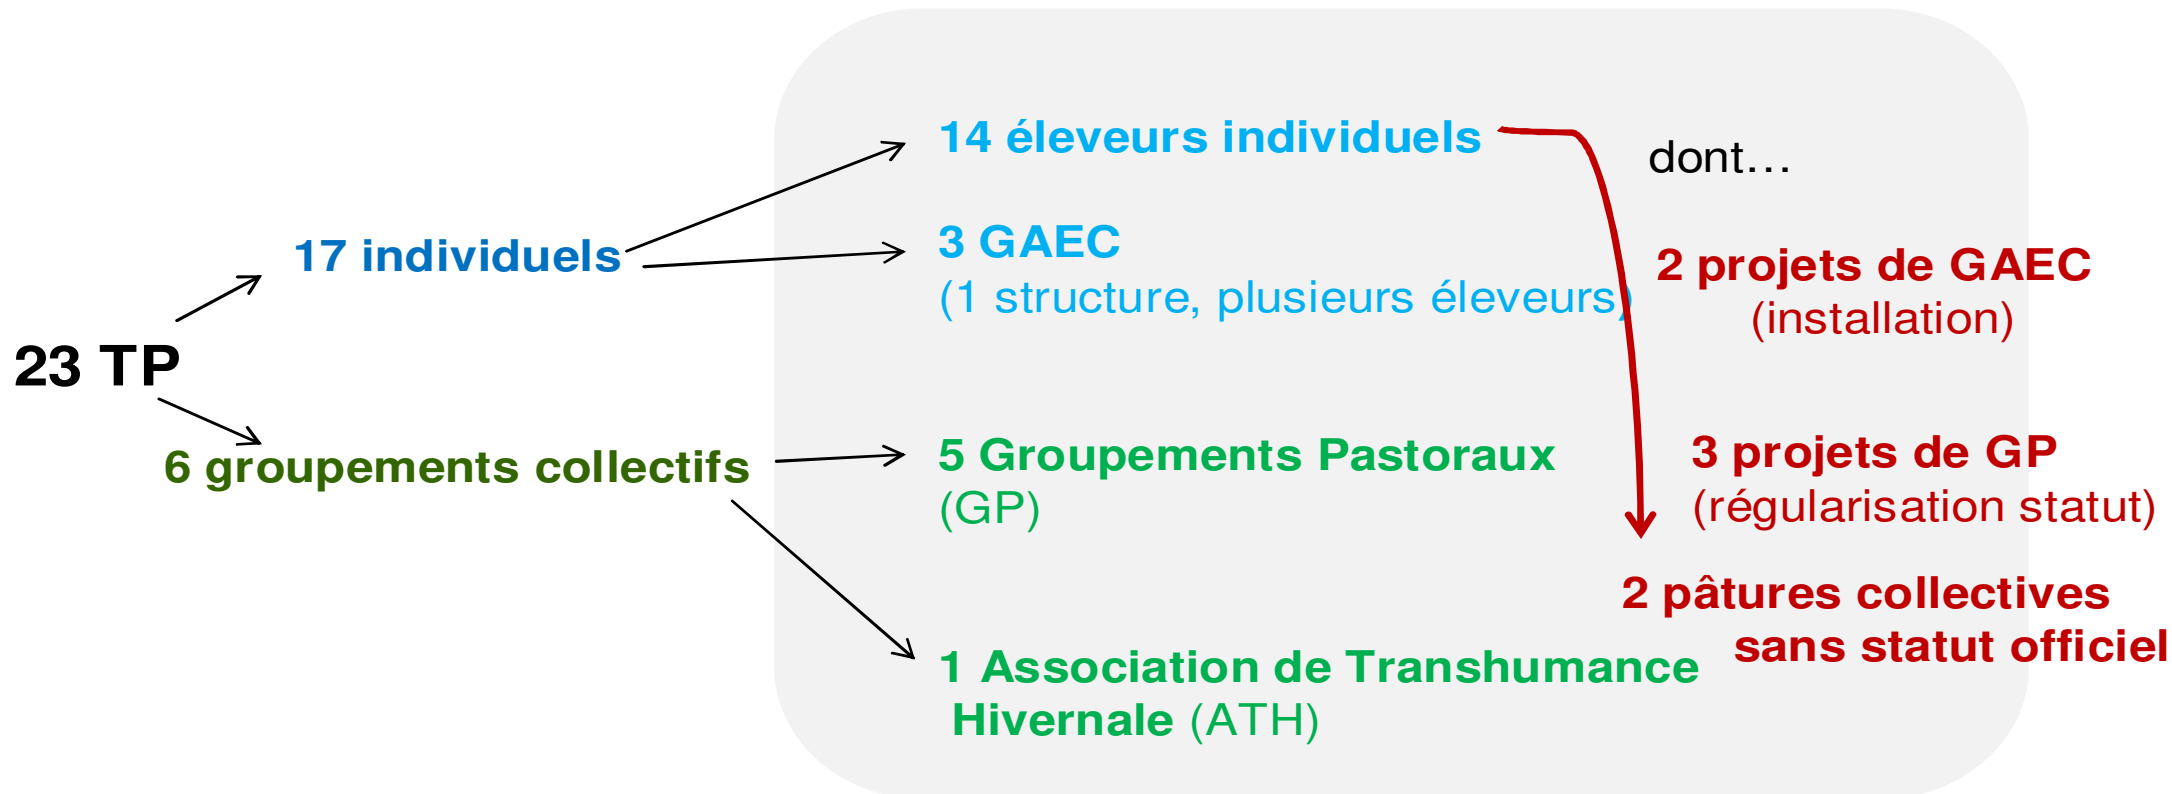 23 TP
17 individuels
6 groupements collectifs
14 éleveurs individuels
3 GAEC
(1 structure, plusieurs éleveurs)
5 Groupements Pastoraux
(GP)
1 Association de Transhumance
Hivernale (ATH)
dont…
2 projets de GAEC
(installation)
3 projets de GP
(régularisation statut)
2 pâtures collectives
sans statut officiel